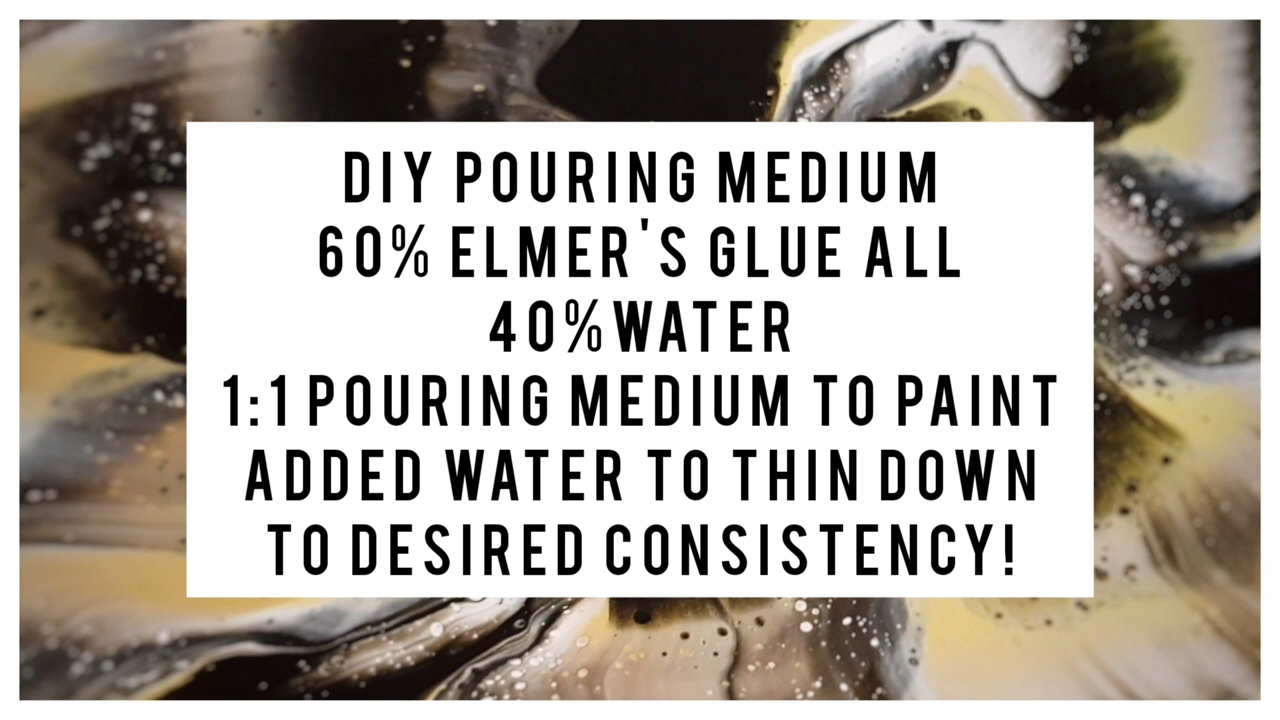 DIY POURING MEDIUM
60% ELMER'S GLUE ALL
40%WATER
1:1 POURING MEDIUM TO PAINT
ADDED WATER TO THIN DOWN
TO DESIRED CONSISTENCY!